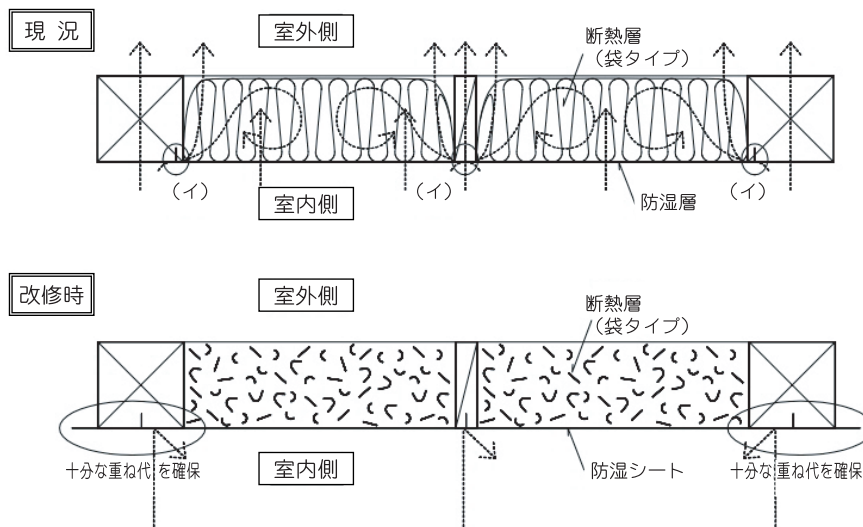 現 況
室外側
断熱層
（袋タイプ）
（イ）
（イ）
（イ）
室内側
防湿層
改修時
室外側
断熱層
（袋タイプ）
十分な重ね代を確保
室内側
防湿シート
十分な重ね代を確保